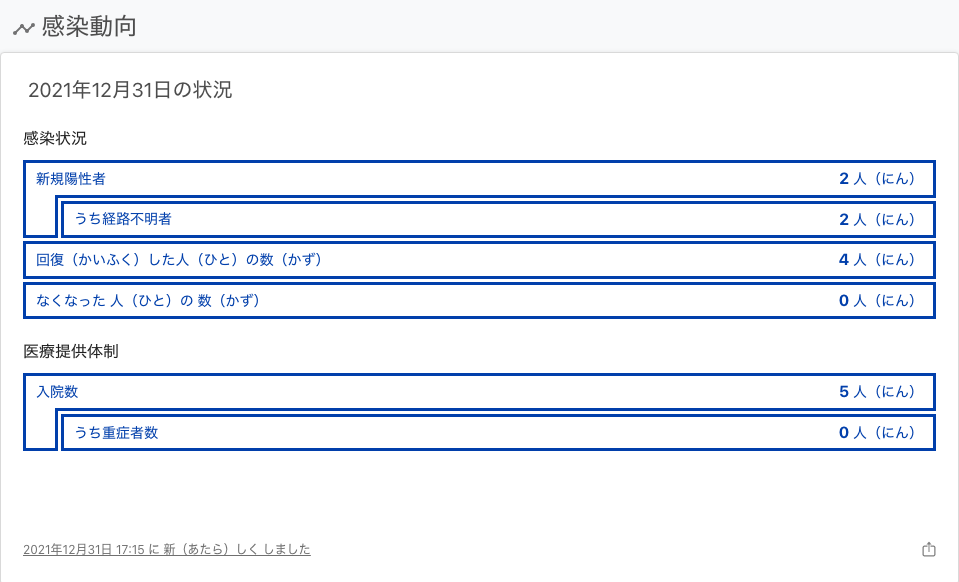 感染動向
2021年12月31日の状況
感染状況
新規陽性者 2 人（にん）
うち経路不明者 2 人（にん）
回復（かいふく）した人（ひと）の数（かず） 4 人（にん）
なくなった 人（ひと）の 数（かず） 0 人（にん）
医療提供体制
入院数 5 人（にん）
うち重症者数 0 人（にん）
2021年12月31日 17:15 に 新（あたら）しく しました